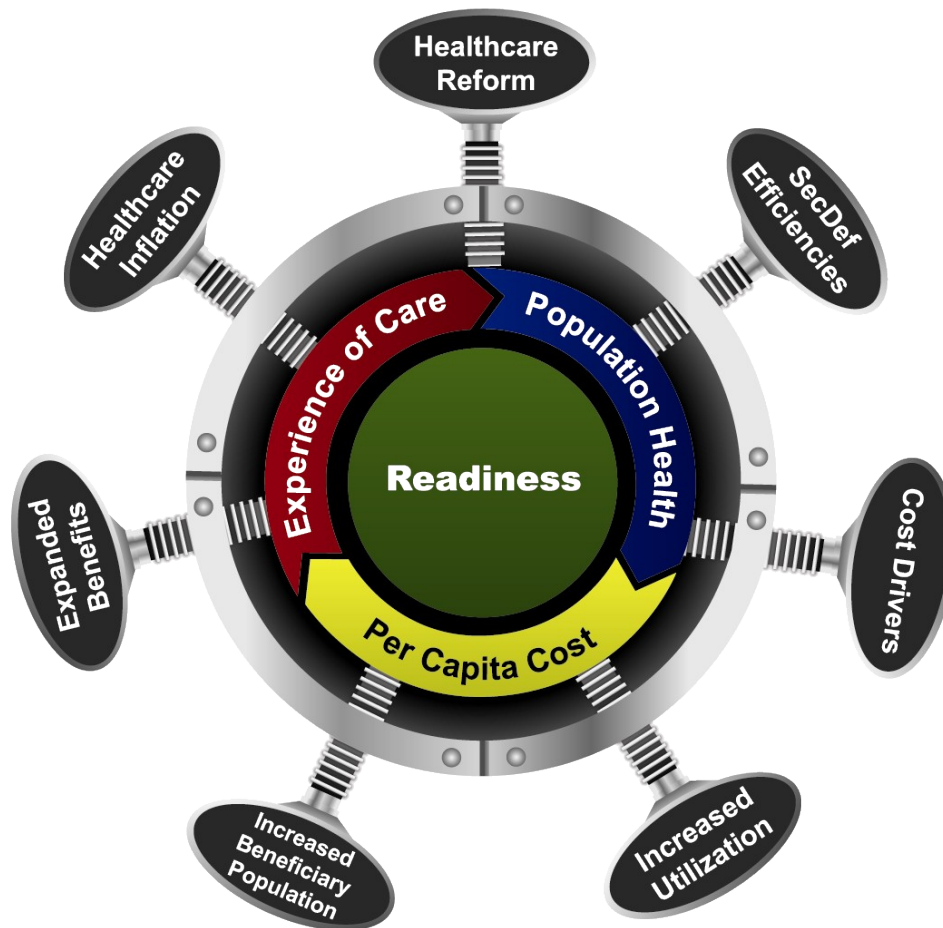 Healthcare
Reform
SecDef
Efficiencies
Cost Drivers
Increased
Utilization
Increased
Beneficiary
Population
Expanded
Benefits
Healthcare
Inflation
Experience of Care
Population Health
Per Capita Cost
Readiness